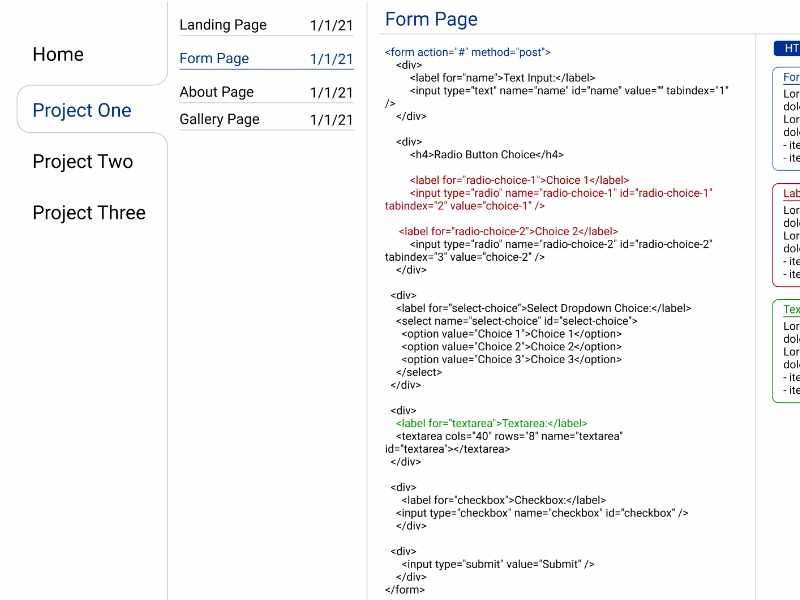 Home
Project One
Project Two
Project Three
Landing Page 1/1/21
Form Page 1/1/21
About Page 1/1/21
Gallery Page 1/1/21
Form Page
<form action="#" method="post">
<div>
<label for="name">Text Input:</label>
<input type="text" name="name" id="name" value="" tabindex="1"
/>
</div>
<div>
<h4>Radio Button Choice</h4>
<label for="radio-choice-1">Choice 1</label>
<input type="radio" name="radio-choice-1" id="radio-choice-1"
tabindex="2" value="choice-1" />
<label for="radio-choice-2">Choice 2</label>
<input type="radio" name="radio-choice-2" id="radio-choice-2"
tabindex="3" value="choice-2" />
</div>
<div>
<label for="select-choice">Select Dropdown Choice:</label>
<select name="select-choice" id="select-choice">
<option value="Choice 1">Choice 1</option>
<option value="Choice 2">Choice 2</option>
<option value="Choice 3">Choice 3</option>
</select>
</div>
<div>
<label for="textarea">Textarea:</label>
<textarea cols="40" rows="8" name="textarea"
id="textarea"></textarea>
</div>
<div>
<label for="checkbox">Checkbox:</label>
<input type="checkbox" name="checkbox" id="checkbox" />
</div>
<div>
<input type="submit" value="Submit" />
</div>
</form>
HT
For
Lor
dolo
Lor
dolo
- ite
- ite
Lab
Lor
dolo
Lor
dolo
- ite
- ite
Tex
Lor
dolo
Lor
dolo
- ite
- ite